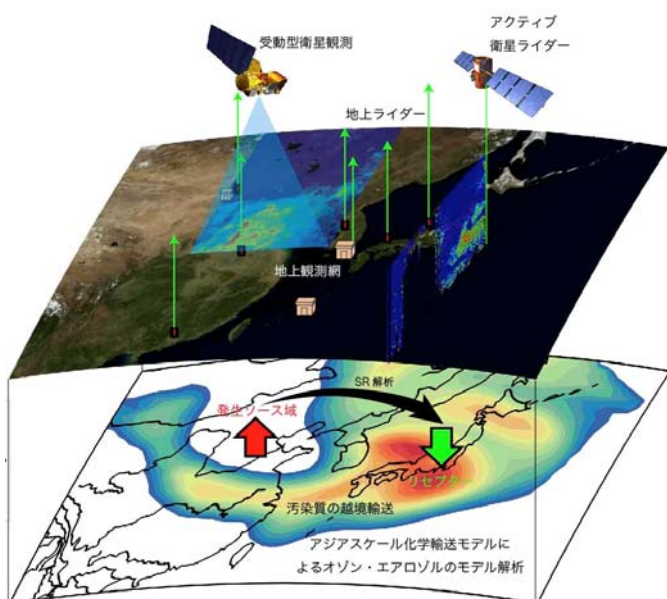 受動型衛星観測
アクティブ
衛星ライダー
地上ライダー
地上観測網
SR 解析
発生ソース域
リセプター
汚染質の越境輸送
アジアスケール化学輸送モデルに
よるオゾン・エアロゾルのモデル解析